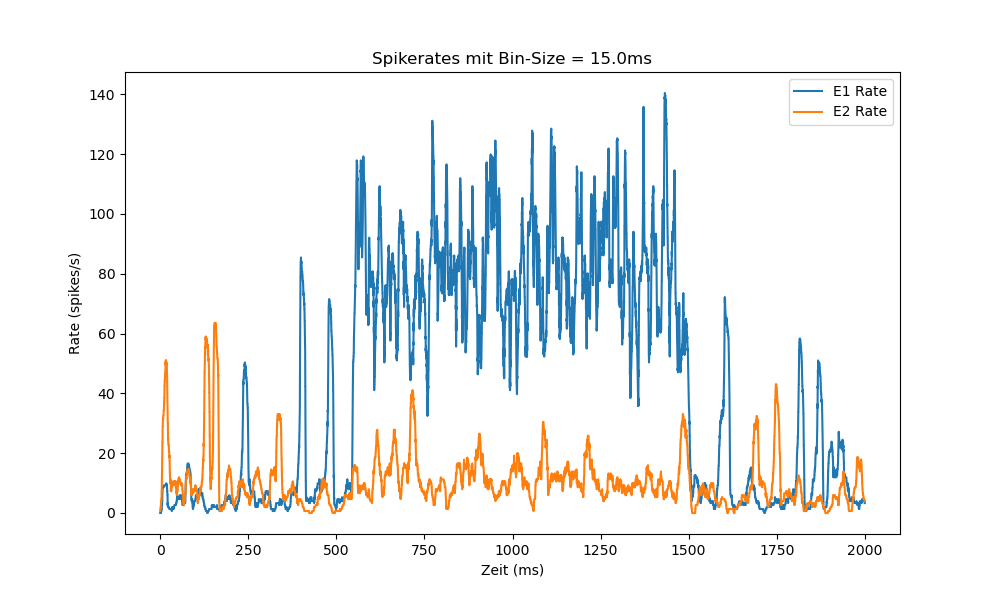 Spikerates mit Bin-Size = 15.0ms
E1 Rate
E2 Rate
140
120
100
80
60
40
20
0
Rate (spikes/s)
0 250 500 750 1000 1250 1500 1750 2000
Zeit (ms)